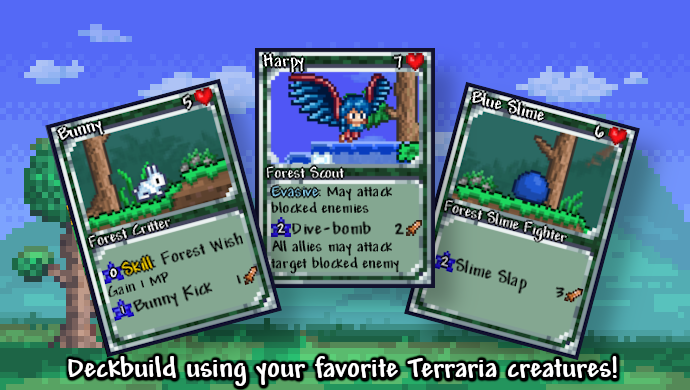 Bunny 5
Forest Critter
0 Skill: Forest Wish
Gain 1 MP
1 Bunny Kick 1
Harpy 7
Forest Scout
Evasive: May attack
blocked enemies
2 Dive-bomb 2
All allies may attack
target blocked enemy
Blue Slime 6
Forest Slime Fighter
2 Slime Slap 3
Deckbuild using your favorite Terraria creatures!